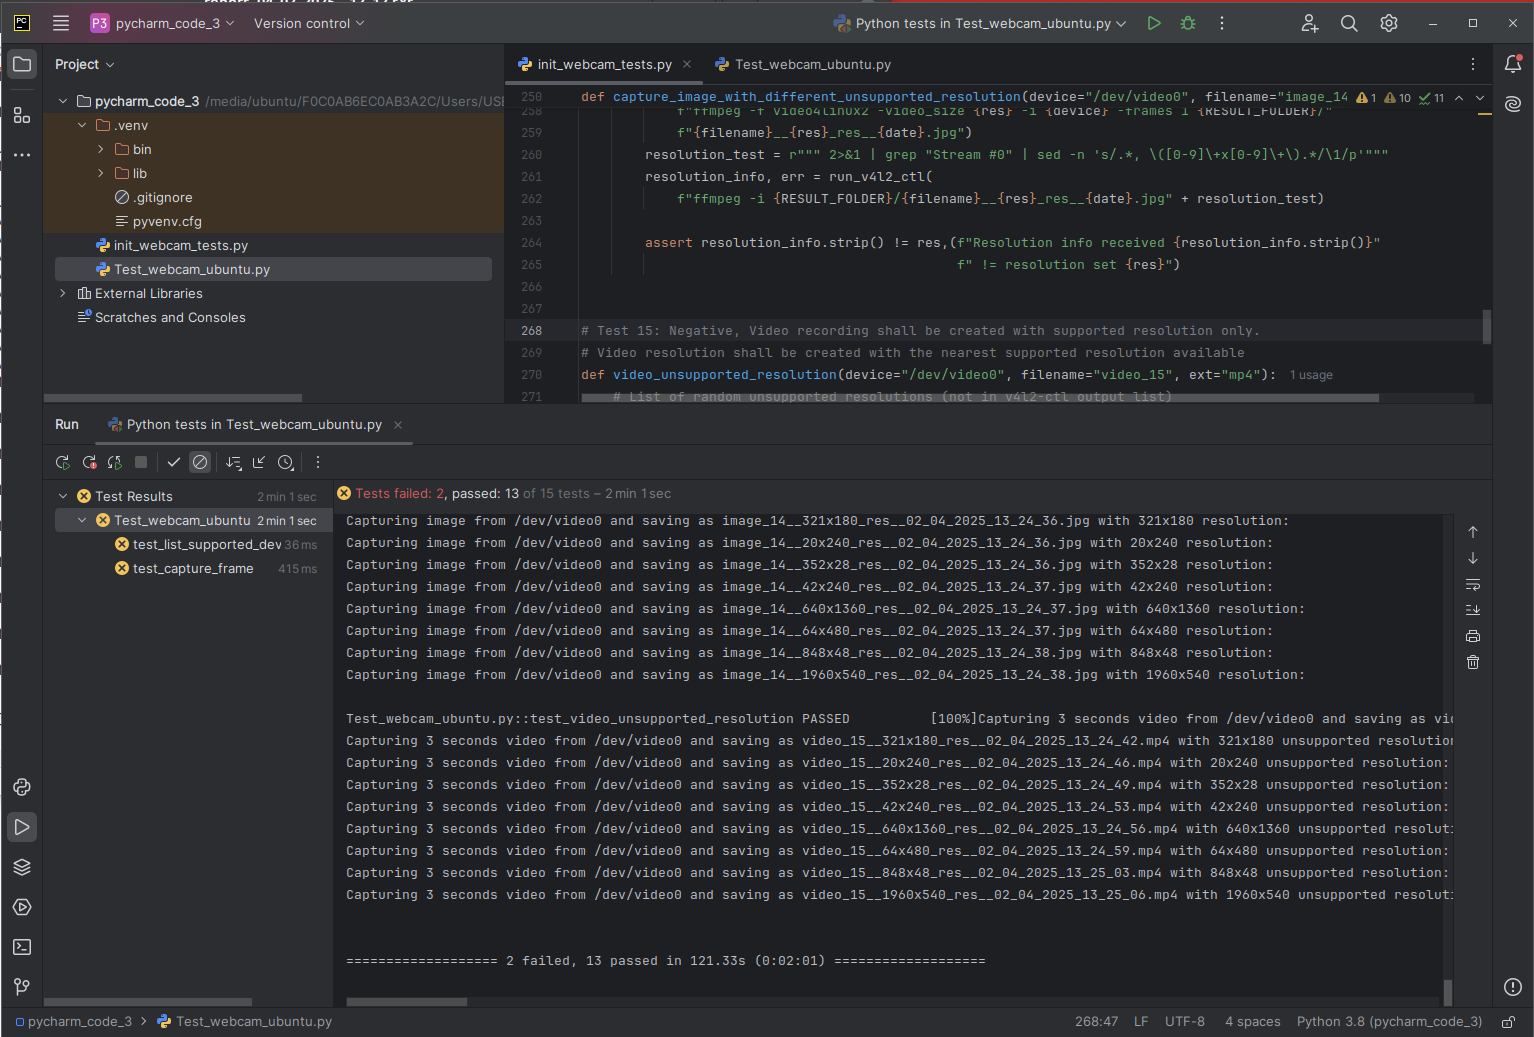 PC
P3 pycharm_code_3
Version control
Python tests in Test_webcam_ubuntu.py
Project
pycharm_code_3 /media/ubuntu/F0C0AB6EC0AB3A2C/Users/USE
.venv
bin
lib
.gitignore
pyvenv.cfg
init_webcam_tests.py
Test_webcam_ubuntu.py
External Libraries
Scratches and Consoles
init_webcam_tests.py
Test_webcam_ubuntu.py
250 def capture_image_with_different_unsupported_resolution(device="/dev/video0", filename="image_14 1 10 11
258 f"ffmpeg -f video4linux2 -video_size {res} -i {device} -frames 1 {RESULT_FOLDER}/"
259 f"{filename}__{res}_res__{date}.jpg")
260 resolution_test = r""" 2>&1 | grep "Stream #0" | sed -n 's/.*, \([0-9]\+x[0-9]\+\).*/\1/p'"""
261 resolution_info, err = run_v4l2_ctl(
262 f"ffmpeg -i {RESULT_FOLDER}/{filename}__{res}_res__{date}.jpg" + resolution_test)
263
264 assert resolution_info.strip() != res,(f"Resolution info received {resolution_info.strip()}"
265 f" != resolution set {res}")
266
267
268 # Test 15: Negative, Video recording shall be created with supported resolution only.
269 # Video resolution shall be created with the nearest supported resolution available
270 def video_unsupported_resolution(device="/dev/video0", filename="video_15", ext="mp4"): 1 usage
271 # List of random unsupported resolutions (not in v4l2-ctl output list)
Run
Python tests in Test_webcam_ubuntu.py
Test Results 2 min 1 sec
Test_webcam_ubuntu 2 min 1 sec
test_list_supported_dev 36 ms
test_capture_frame 415 ms
Tests failed: 2, passed: 13 of 15 tests – 2 min 1 sec
Capturing image from /dev/video0 and saving as image_14__321x180_res__02_04_2025_13_24_36.jpg with 321x180 resolution:
Capturing image from /dev/video0 and saving as image_14__20x240_res__02_04_2025_13_24_36.jpg with 20x240 resolution:
Capturing image from /dev/video0 and saving as image_14__352x28_res__02_04_2025_13_24_36.jpg with 352x28 resolution:
Capturing image from /dev/video0 and saving as image_14__42x240_res__02_04_2025_13_24_37.jpg with 42x240 resolution:
Capturing image from /dev/video0 and saving as image_14__640x1360_res__02_04_2025_13_24_37.jpg with 640x1360 resolution:
Capturing image from /dev/video0 and saving as image_14__64x480_res__02_04_2025_13_24_37.jpg with 64x480 resolution:
Capturing image from /dev/video0 and saving as image_14__848x48_res__02_04_2025_13_24_38.jpg with 848x48 resolution:
Capturing image from /dev/video0 and saving as image_14__1960x540_res__02_04_2025_13_24_38.jpg with 1960x540 resolution:
Test_webcam_ubuntu.py::test_video_unsupported_resolution PASSED [100%]Capturing 3 seconds video from /dev/video0 and saving as vid
Capturing 3 seconds video from /dev/video0 and saving as video_15__321x180_res__02_04_2025_13_24_42.mp4 with 321x180 unsupported resolution
Capturing 3 seconds video from /dev/video0 and saving as video_15__20x240_res__02_04_2025_13_24_46.mp4 with 20x240 unsupported resolution:
Capturing 3 seconds video from /dev/video0 and saving as video_15__352x28_res__02_04_2025_13_24_49.mp4 with 352x28 unsupported resolution:
Capturing 3 seconds video from /dev/video0 and saving as video_15__42x240_res__02_04_2025_13_24_53.mp4 with 42x240 unsupported resolution:
Capturing 3 seconds video from /dev/video0 and saving as video_15__640x1360_res__02_04_2025_13_24_56.mp4 with 640x1360 unsupported resoluti
Capturing 3 seconds video from /dev/video0 and saving as video_15__64x480_res__02_04_2025_13_24_59.mp4 with 64x480 unsupported resolution:
Capturing 3 seconds video from /dev/video0 and saving as video_15__848x48_res__02_04_2025_13_25_03.mp4 with 848x48 unsupported resolution:
Capturing 3 seconds video from /dev/video0 and saving as video_15__1960x540_res__02_04_2025_13_25_06.mp4 with 1960x540 unsupported resoluti
=================== 2 failed, 13 passed in 121.33s (0:02:01) ===================
pycharm_code_3 > Test_webcam_ubuntu.py
268:47 LF UTF-8 4 spaces Python 3.8 (pycharm_code_3)